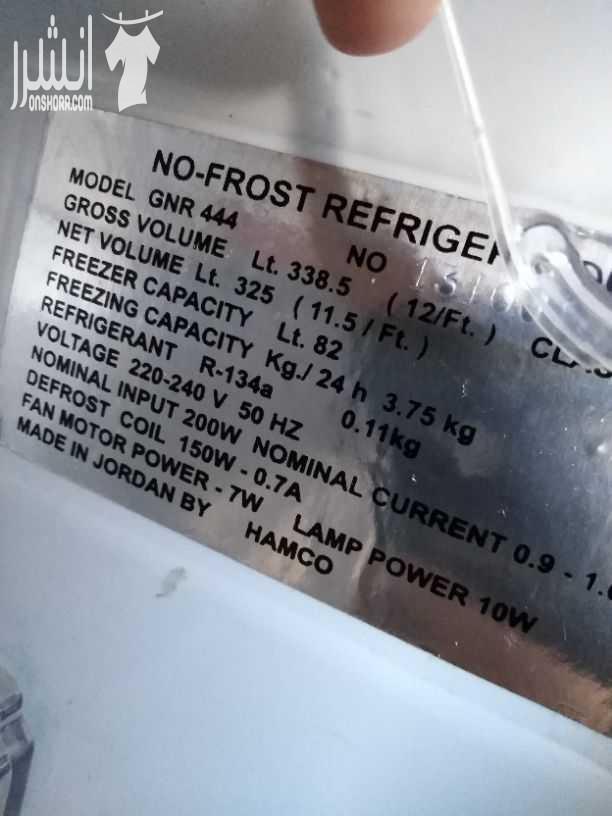 انشر
ONSHORR.COM
NO-FROST REFRIGER
MODEL GNR 444 NO
GROSS VOLUME Lt. 338.5 (12/Ft.)
NET VOLUME Lt. 325 (11.5/Ft.)
FREEZER CAPACITY Lt. 82
FREEZING CAPACITY Kg./24 h 3.75 kg
REFRIGERANT R-134a 0.11kg
VOLTAGE 220-240 V 50 HZ
NOMINAL INPUT 200W NOMINAL CURRENT 0.9 - 1.
DEFROST COIL 150W - 0.7A
FAN MOTOR POWER - 7W LAMP POWER 10W
MADE IN JORDAN BY HAMCO